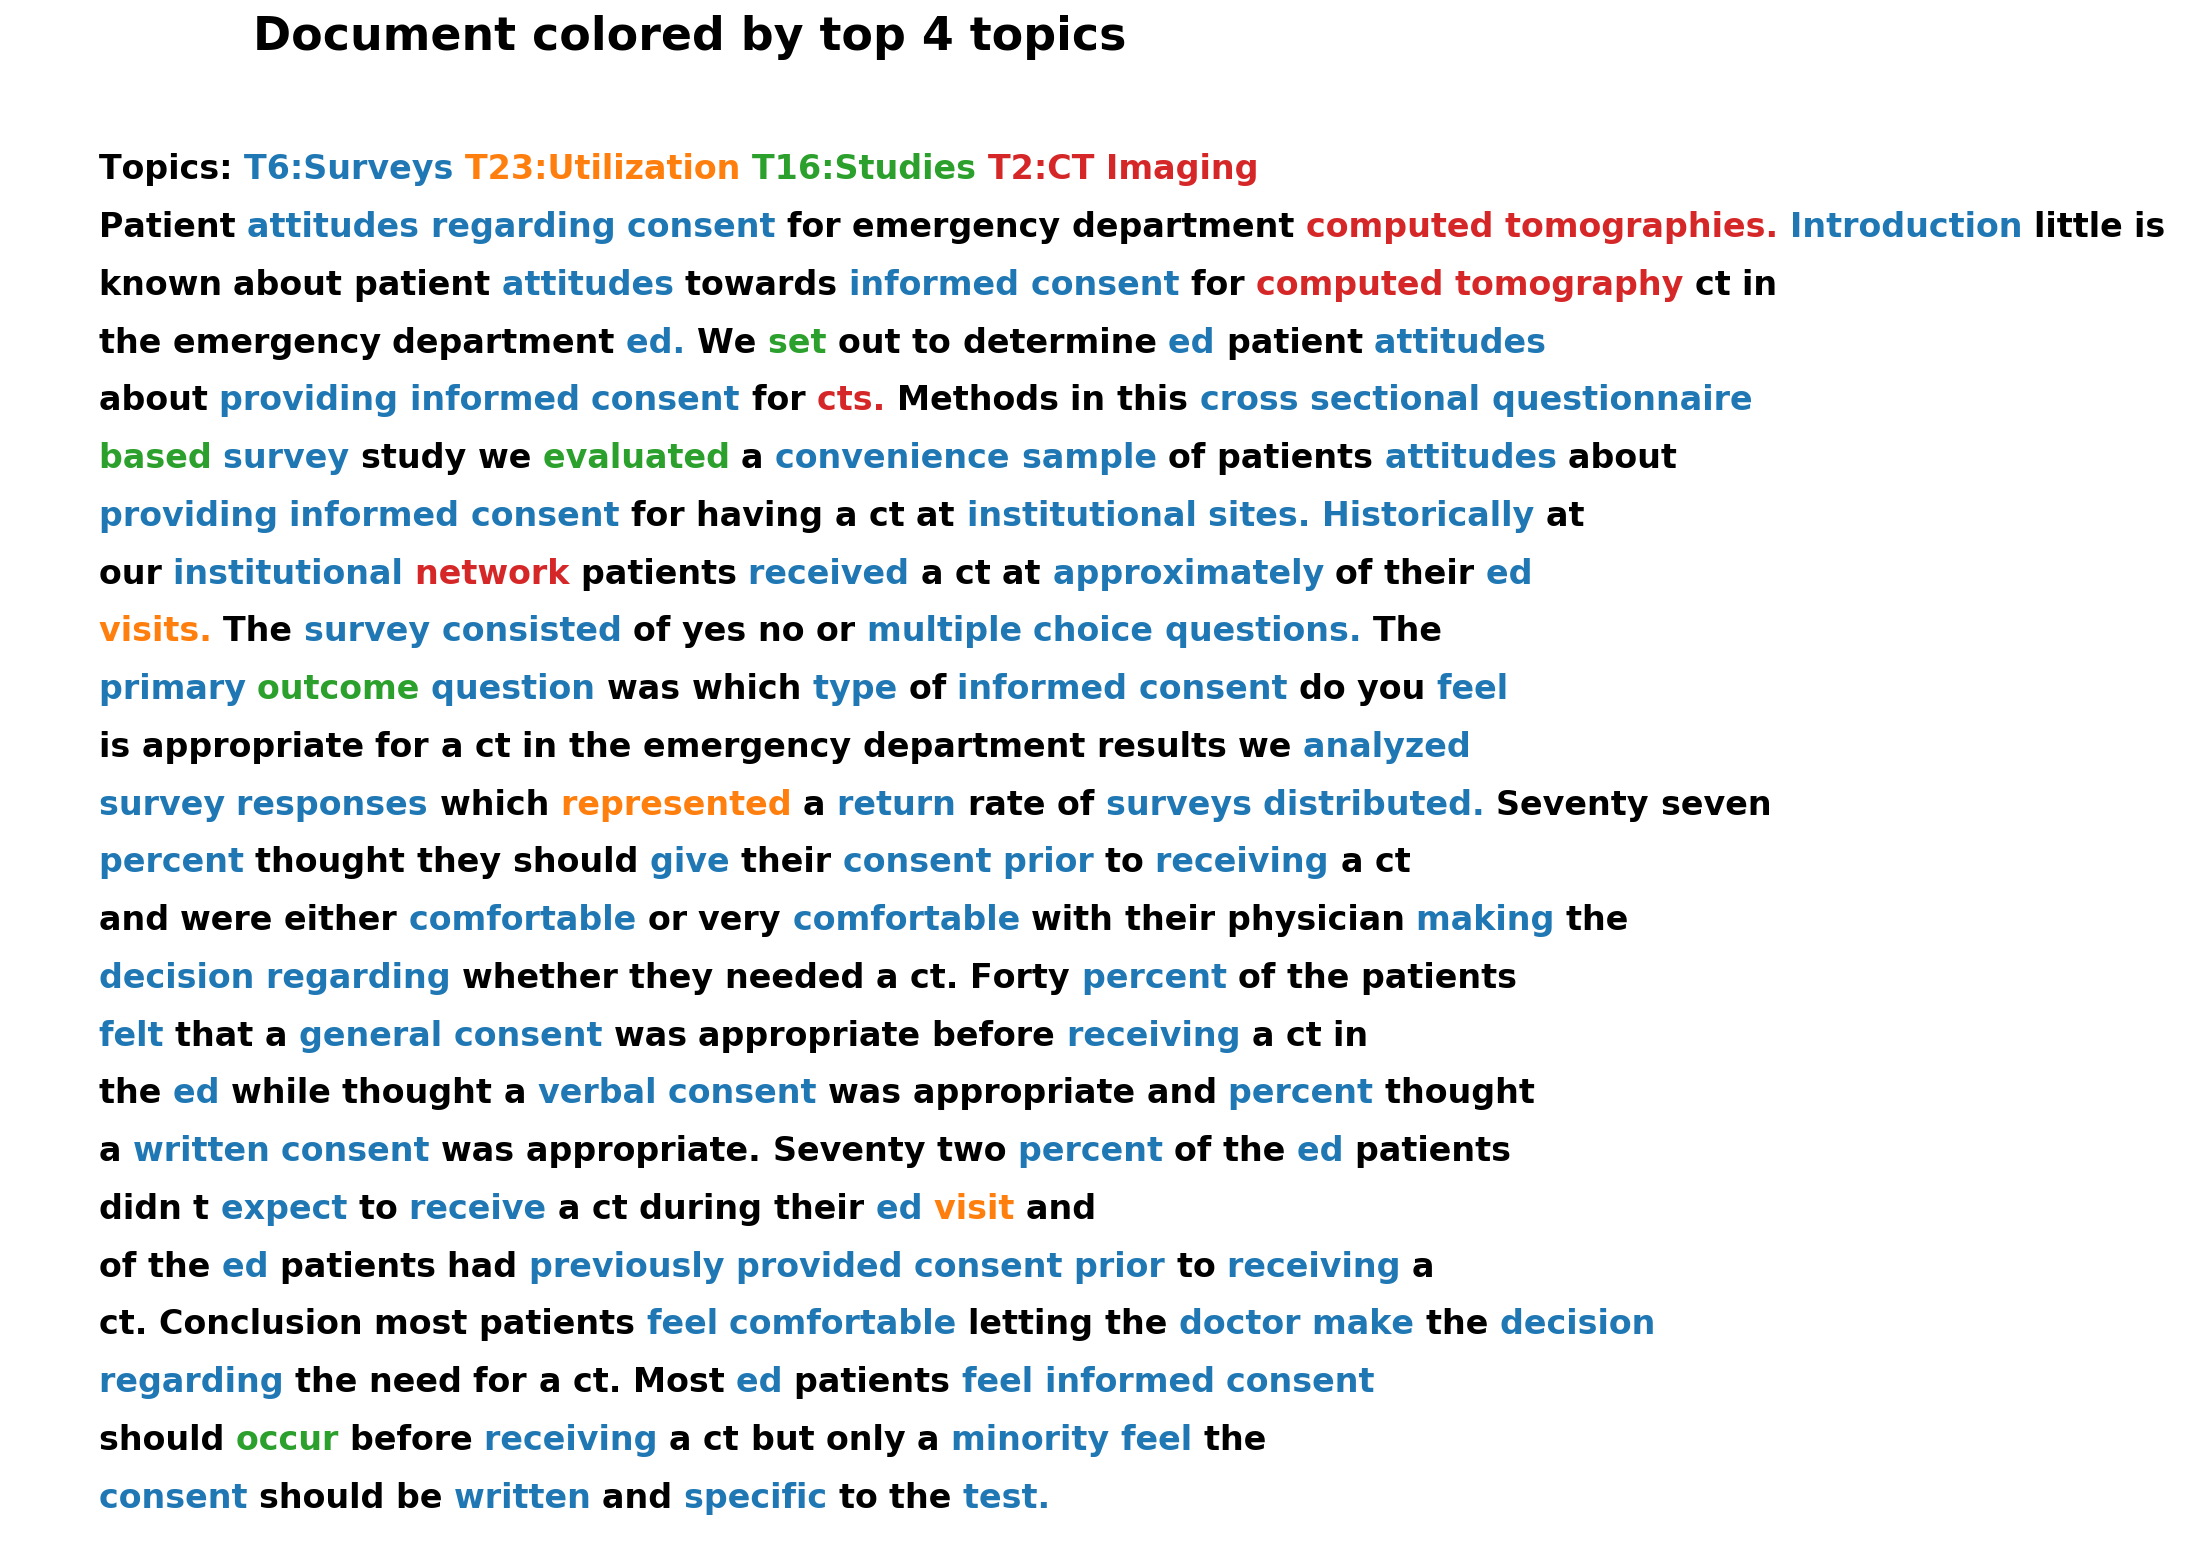 Document colored by top 4 topics
Topics: T6:Surveys T23:Utilization T16:Studies T2:CT Imaging
Patient attitudes regarding consent for emergency department computed tomographies. Introduction little is
known about patient attitudes towards informed consent for computed tomography ct in
the emergency department ed. We set out to determine ed patient attitudes
about providing informed consent for cts. Methods in this cross sectional questionnaire
based survey study we evaluated a convenience sample of patients attitudes about
providing informed consent for having a ct at institutional sites. Historically at
our institutional network patients received a ct at approximately of their ed
visits. The survey consisted of yes no or multiple choice questions. The
primary outcome question was which type of informed consent do you feel
is appropriate for a ct in the emergency department results we analyzed
survey responses which represented a return rate of surveys distributed. Seventy seven
percent thought they should give their consent prior to receiving a ct
and were either comfortable or very comfortable with their physician making the
decision regarding whether they needed a ct. Forty percent of the patients
felt that a general consent was appropriate before receiving a ct in
the ed while thought a verbal consent was appropriate and percent thought
a written consent was appropriate. Seventy two percent of the ed patients
didn t expect to receive a ct during their ed visit and
of the ed patients had previously provided consent prior to receiving a
ct. Conclusion most patients feel comfortable letting the doctor make the decision
regarding the need for a ct. Most ed patients feel informed consent
should occur before receiving a ct but only a minority feel the
consent should be written and specific to the test.